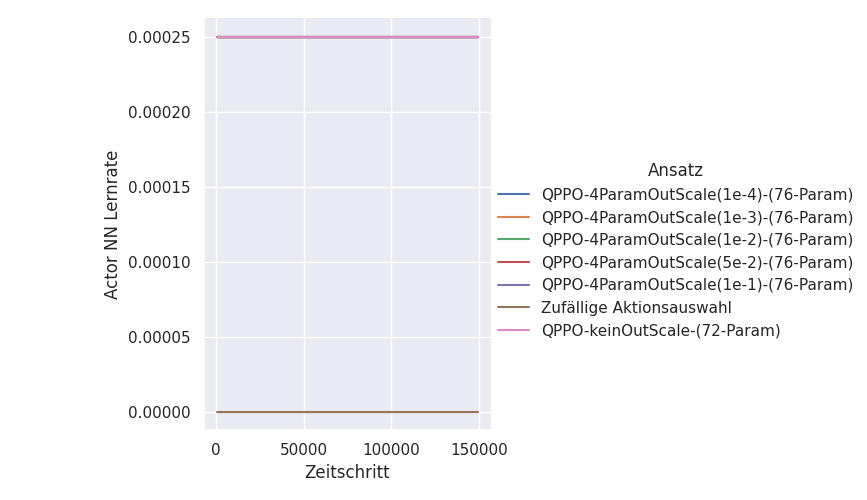 0.00025
0.00020
0.00015
0.00010
0.00005
0.00000
Actor NN Lernrate
0 50000 100000 150000
Zeitschritt
Ansatz
QPPO-4ParamOutScale(1e-4)-(76-Param)
QPPO-4ParamOutScale(1e-3)-(76-Param)
QPPO-4ParamOutScale(1e-2)-(76-Param)
QPPO-4ParamOutScale(5e-2)-(76-Param)
QPPO-4ParamOutScale(1e-1)-(76-Param)
Zufällige Aktionsauswahl
QPPO-keinOutScale-(72-Param)